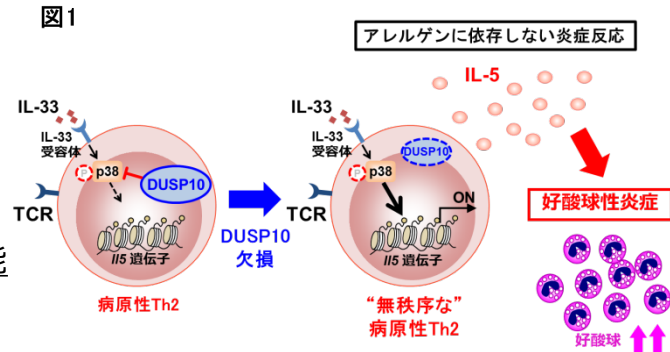 図1
アレルゲンに依存しない炎症反応
IL-5
IL-33
IL-33
受容体
P
p38
DUSP10
TCR
Il5 遺伝子
病原性Th2
DUSP10
欠損
IL-33
IL-33
受容体
DUSP10
P
p38
TCR
ON
Il5 遺伝子
“無秩序な”
病原性Th2
好酸球性炎症
好酸球
能